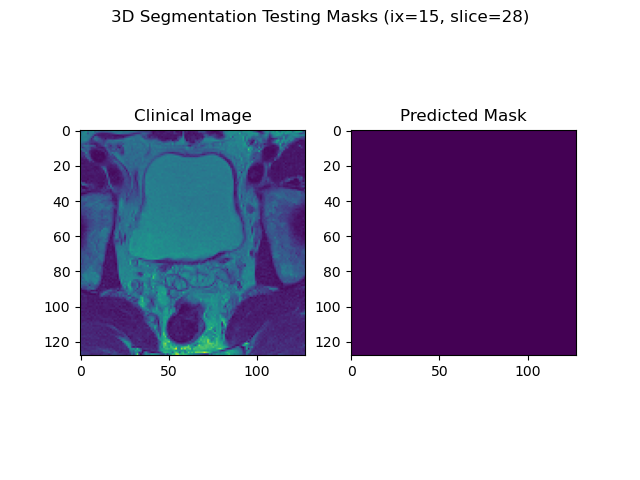 3D Segmentation Testing Masks (ix=15, slice=28)
Clinical Image Predicted Mask
0 0
20 20
40 40
60 60
80 80
100 100
120 120
0 50 100 0 50 100